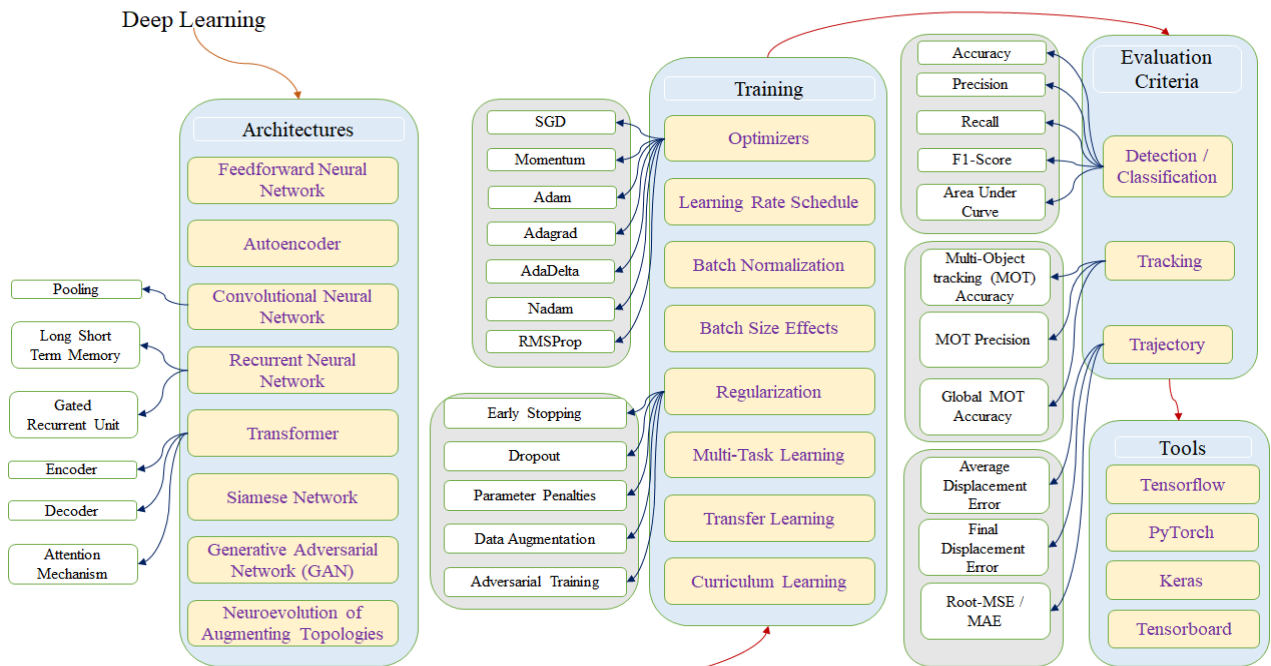 Deep Learning
Architectures
Feedforward Neural
Network
Autoencoder
Convolutional Neural
Network
Recurrent Neural
Network
Transformer
Siamese Network
Generative Adversarial
Network (GAN)
Neuroevolution of
Augmenting Topologies
Pooling
Long Short
Term Memory
Gated
Recurrent Unit
Encoder
Decoder
Attention
Mechanism
Training
Optimizers
Learning Rate Schedule
Batch Normalization
Batch Size Effects
Regularization
Multi-Task Learning
Transfer Learning
Curriculum Learning
SGD
Momentum
Adam
Adagrad
AdaDelta
Nadam
RMSProp
Early Stopping
Dropout
Parameter Penalties
Data Augmentation
Adversarial Training
Evaluation
Criteria
Detection /
Classification
Tracking
Trajectory
Accuracy
Precision
Recall
F1-Score
Area Under
Curve
Multi-Object
tracking (MOT)
Accuracy
MOT Precision
Global MOT
Accuracy
Average
Displacement
Error
Final
Displacement
Error
Root-MSE /
MAE
Tools
Tensorflow
PyTorch
Keras
Tensorboard